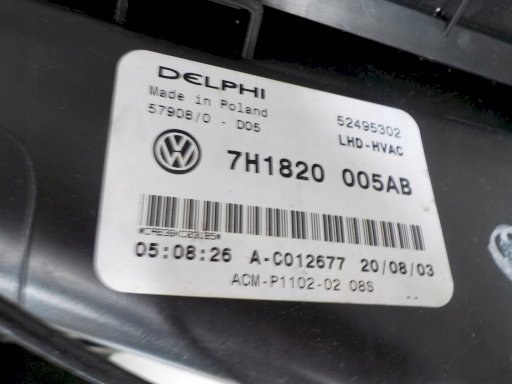 DELPHI
Made in Poland
57908/0 - D05
52495302
LHD-HVAC
7H1820 005AB
05:08:26 A-C012677 20/08/03
ACM-P1102-02 08S